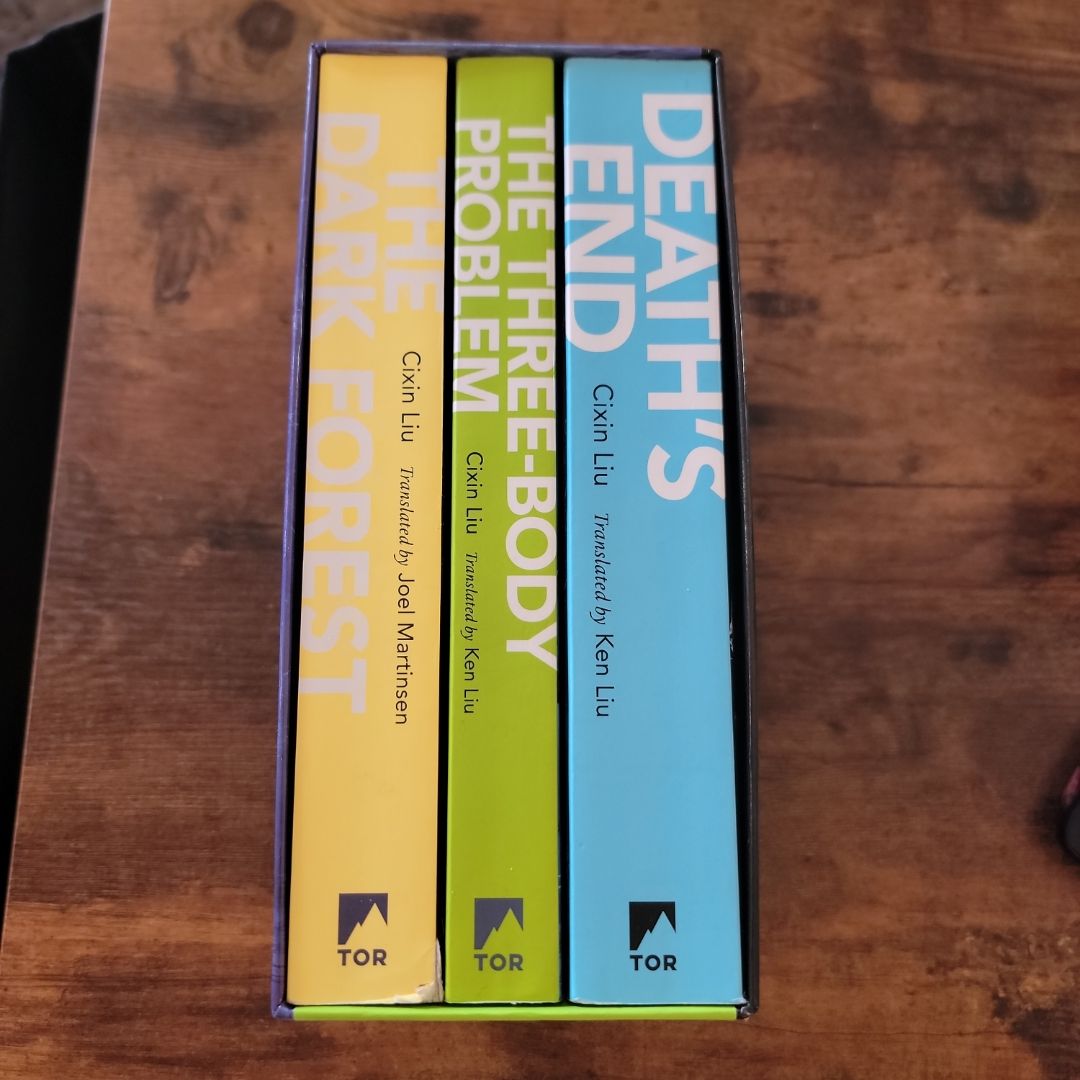 THE
DARK FOREST
Cixin Liu Translated by Joel Martinsen
TOR
THE THREE-BODY
PROBLEM
Cixin Liu Translated by Ken Liu
TOR
DEATH'S
END
Cixin Liu Translated by Ken Liu
TOR